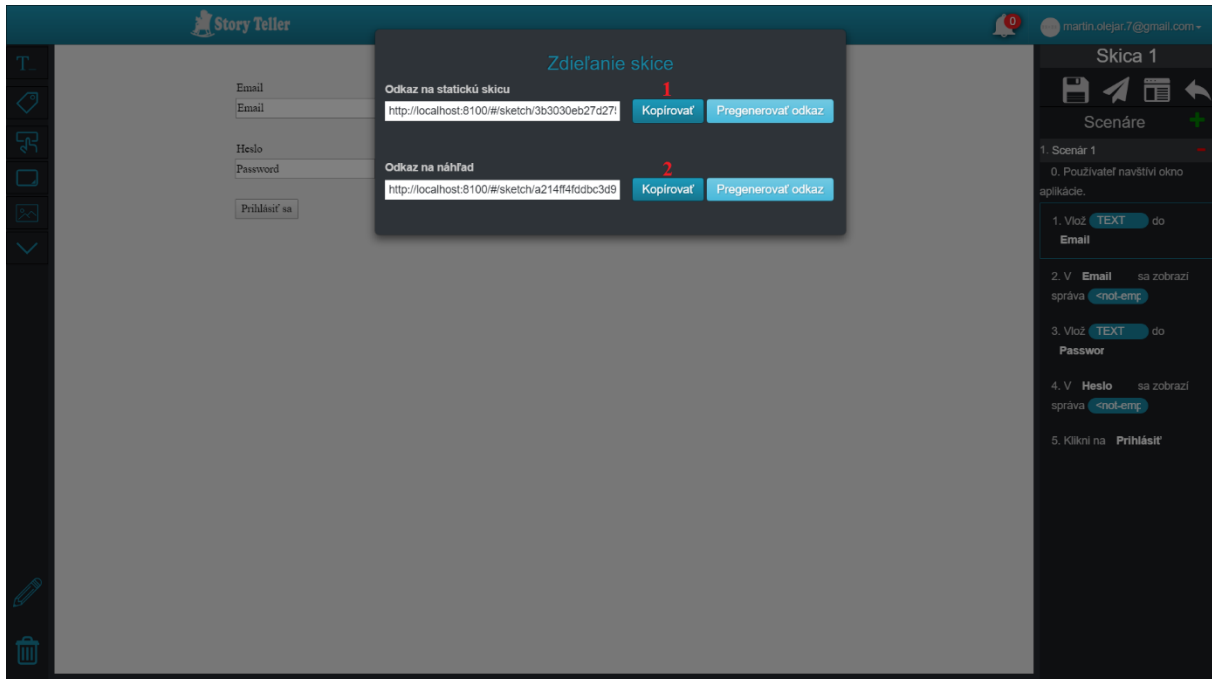 Story Teller
0
martin.olejar.7@gmail.com
T
Email
Email
Heslo
Password
Prihlásiť sa
Zdieľanie skice
Odkaz na statickú skicu
1
http://localhost:8100/#/sketch/3b3030eb27d27
Kopírovať
Pregenerovať odkaz
Odkaz na náhľad
2
http://localhost:8100/#/sketch/a214ff4fddbc3d9
Kopírovať
Pregenerovať odkaz
Skica 1
Scenáre
1. Scenár 1
0. Používateľ navštívi okno
aplikácie.
1. Vlož TEXT do
Email
2. V Email sa zobrazí
správa <not-emp
3. Vlož TEXT do
Passwor
4. V Heslo sa zobrazí
správa <not-emp
5. Klikni na Prihlásiť